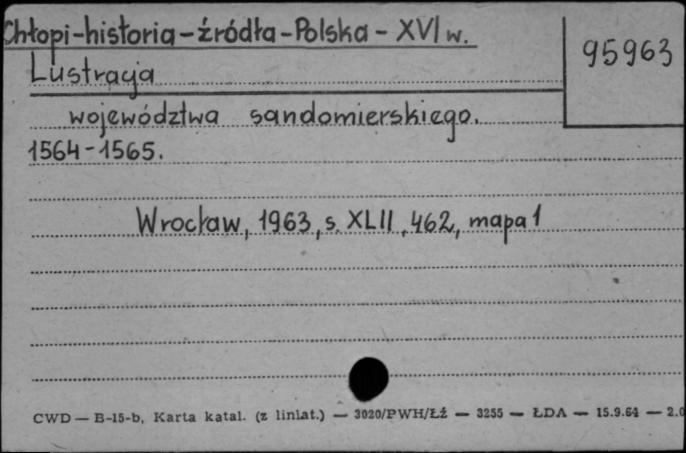 Chłopi-historia-źródła-Polska - XVI w.
95963
Lustracja
województwa sandomierskiego.
1564-1565.
Wrocław, 1963, s. XLII, 462, mapa 1
CWD — B-15-b, Karta katal. (z liniat.) — 3020/PWH/Łź — 3255 — ŁDA — 15.9.64 — 2.0